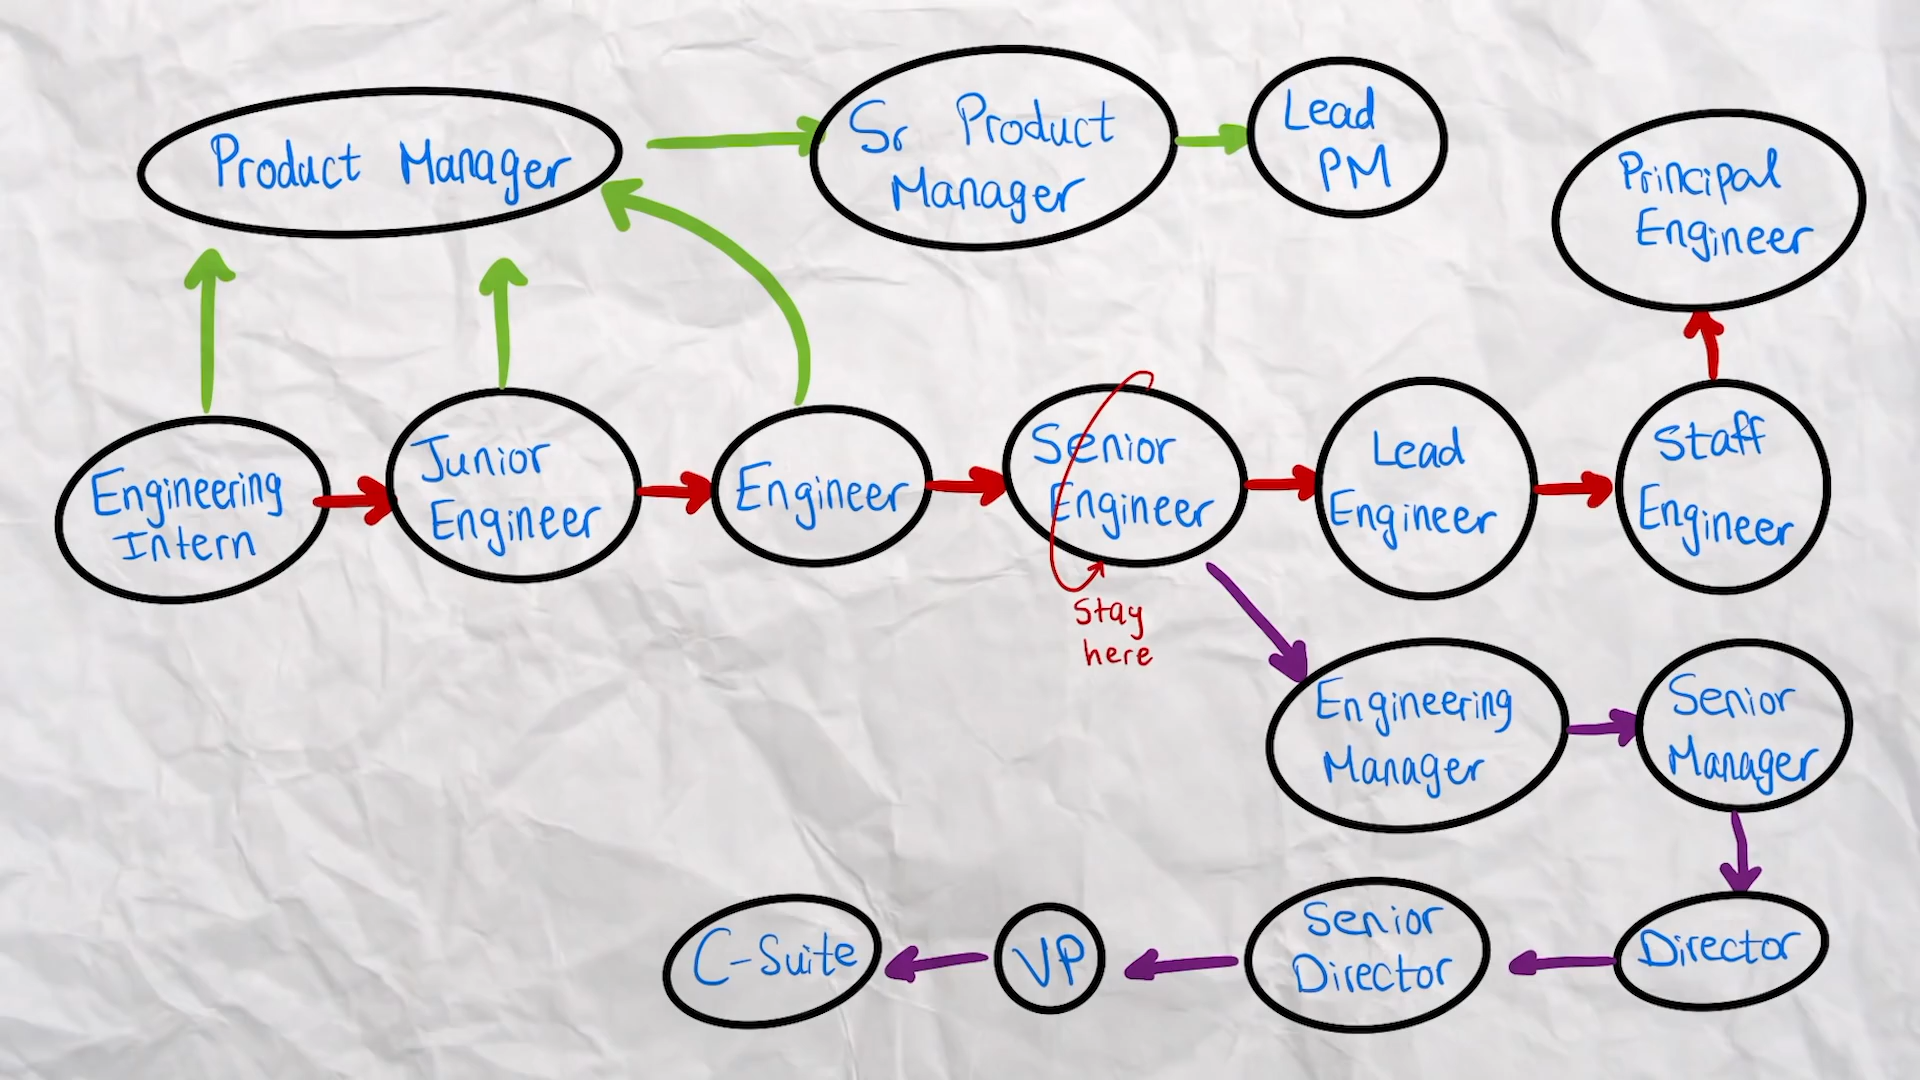 Product Manager
Sr Product
Manager
Lead
PM
Principal
Engineer
Engineering
Intern
Junior
Engineer
Engineer
Senior
Engineer
Stay
here
Lead
Engineer
Staff
Engineer
Engineering
Manager
Senior
Manager
Director
Senior
Director
VP
C-Suite